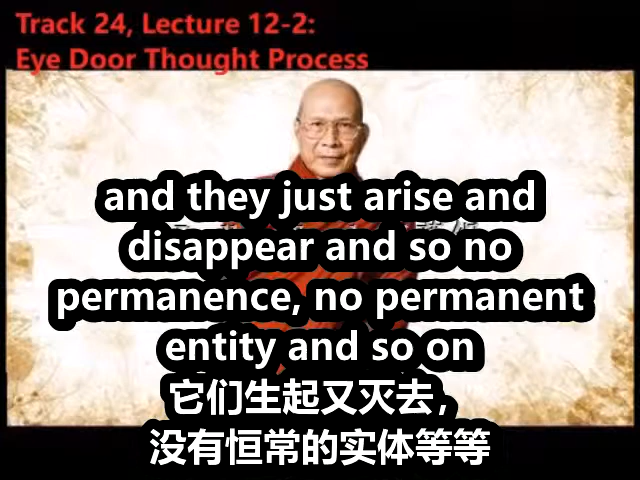 Track 24, Lecture 12-2:
Eye Door Thought Process
and they just arise and
disappear and so no
permanence, no permanent
entity and so on
它们生起又灭去，
没有恒常的实体等等